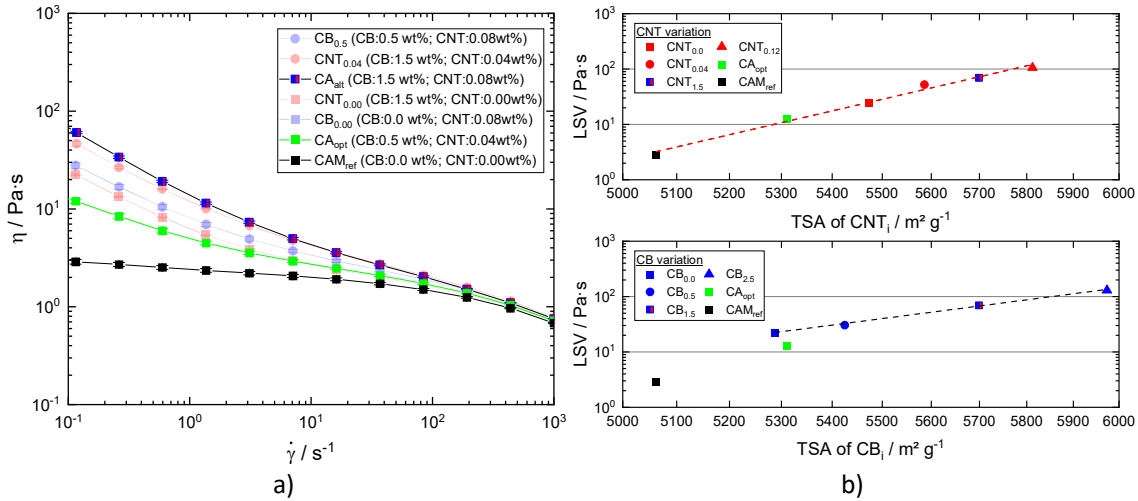 10³
10²
10¹
10⁰
10⁻¹
η / Pa·s
CB₀.₅ (CB:0.5 wt%; CNT:0.08wt%)
CNT₀.₀₄ (CB:1.5 wt%; CNT:0.04wt%)
CAₐₗₜ (CB:1.5 wt%; CNT:0.08wt%)
CNT₀.₀₀ (CB:1.5 wt%; CNT:0.00wt%)
CB₀.₀₀ (CB:0.0 wt%; CNT:0.08wt%)
CAₒₚₜ (CB:0.5 wt%; CNT:0.04wt%)
CAMᵣₑf (CB:0.0 wt%; CNT:0.00wt%)
10⁻¹ 10⁰ 10¹ 10² 10³
γ̇ / s⁻¹
a)
10³
10²
10¹
10⁰
LSV / Pa·s
CNT variation
CNT₀.₀ CNT₀.₁₂
CNT₀.₀₄ CAₒₚₜ
CNT₁.₅ CAMᵣₑf
5000 5100 5200 5300 5400 5500 5600 5700 5800 5900 6000
TSA of CNTᵢ / m² g⁻¹
10³
10²
10¹
10⁰
LSV / Pa·s
CB variation
CB₀.₀ CB₂.₅
CB₀.₅ CAₒₚₜ
CB₁.₅ CAMᵣₑf
5000 5100 5200 5300 5400 5500 5600 5700 5800 5900 6000
TSA of CBᵢ / m² g⁻¹
b)